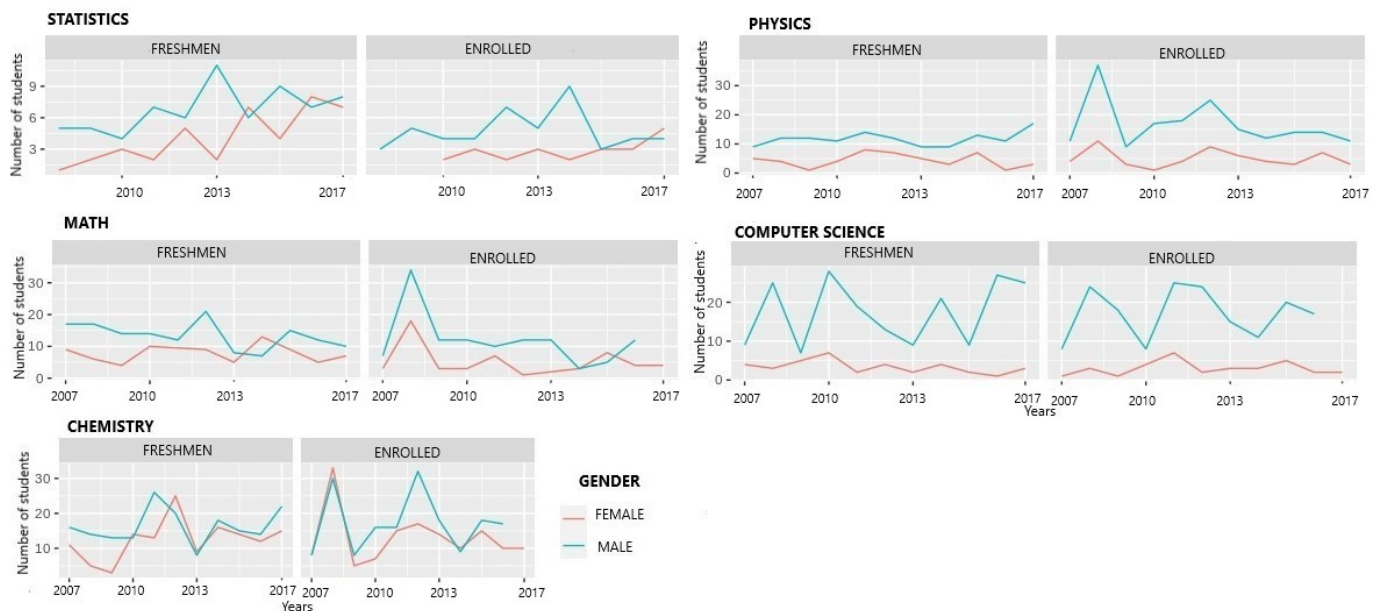 STATISTICS
FRESHMEN
ENROLLED
Number of students
9
6
3
2010
2013
2017
2010
2013
2017
PHYSICS
FRESHMEN
ENROLLED
Number of students
30
20
10
0
2007
2010
2013
2017
2007
2010
2013
2017
MATH
FRESHMEN
ENROLLED
Number of students
30
20
10
0
2007
2010
2013
2017
2007
2010
2013
2017
COMPUTER SCIENCE
FRESHMEN
ENROLLED
Number of students
20
10
0
2007
2010
2013
2017
2007
2010
2013
2017
Years
CHEMISTRY
FRESHMEN
ENROLLED
Number of students
30
20
10
2007
2010
2013
2017
2007
2010
2013
2017
Years
GENDER
FEMALE
MALE